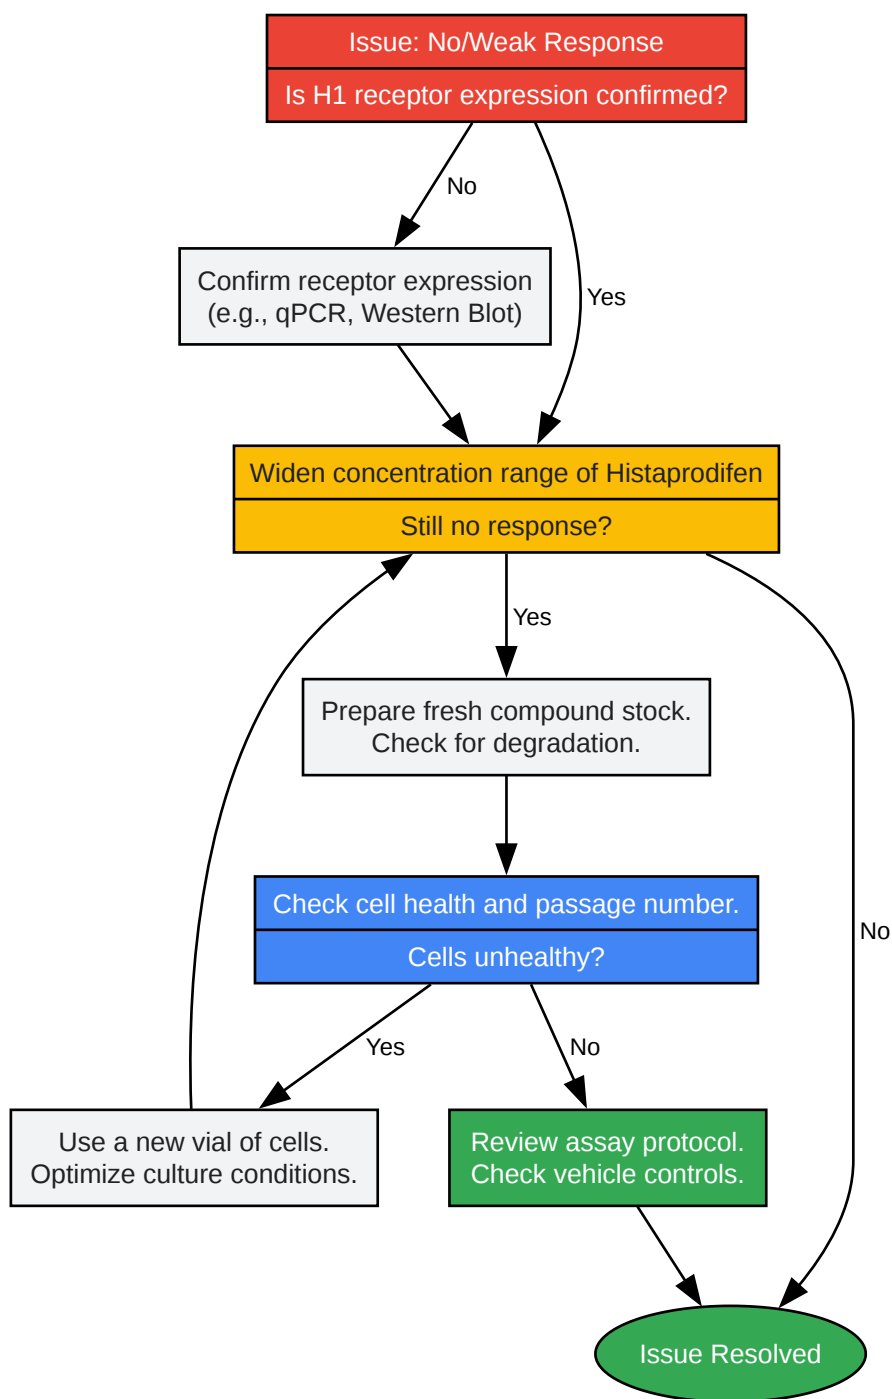 Issue: No/Weak Response
Is H1 receptor expression confirmed?
No
Confirm receptor expression
(e.g., qPCR, Western Blot)
Yes
Widen concentration range of Histaprodifen
Still no response?
Yes
Prepare fresh compound stock.
Check for degradation.
Check cell health and passage number.
Cells unhealthy?
No
Yes
No
Use a new vial of cells.
Optimize culture conditions.
Review assay protocol.
Check vehicle controls.
Issue Resolved